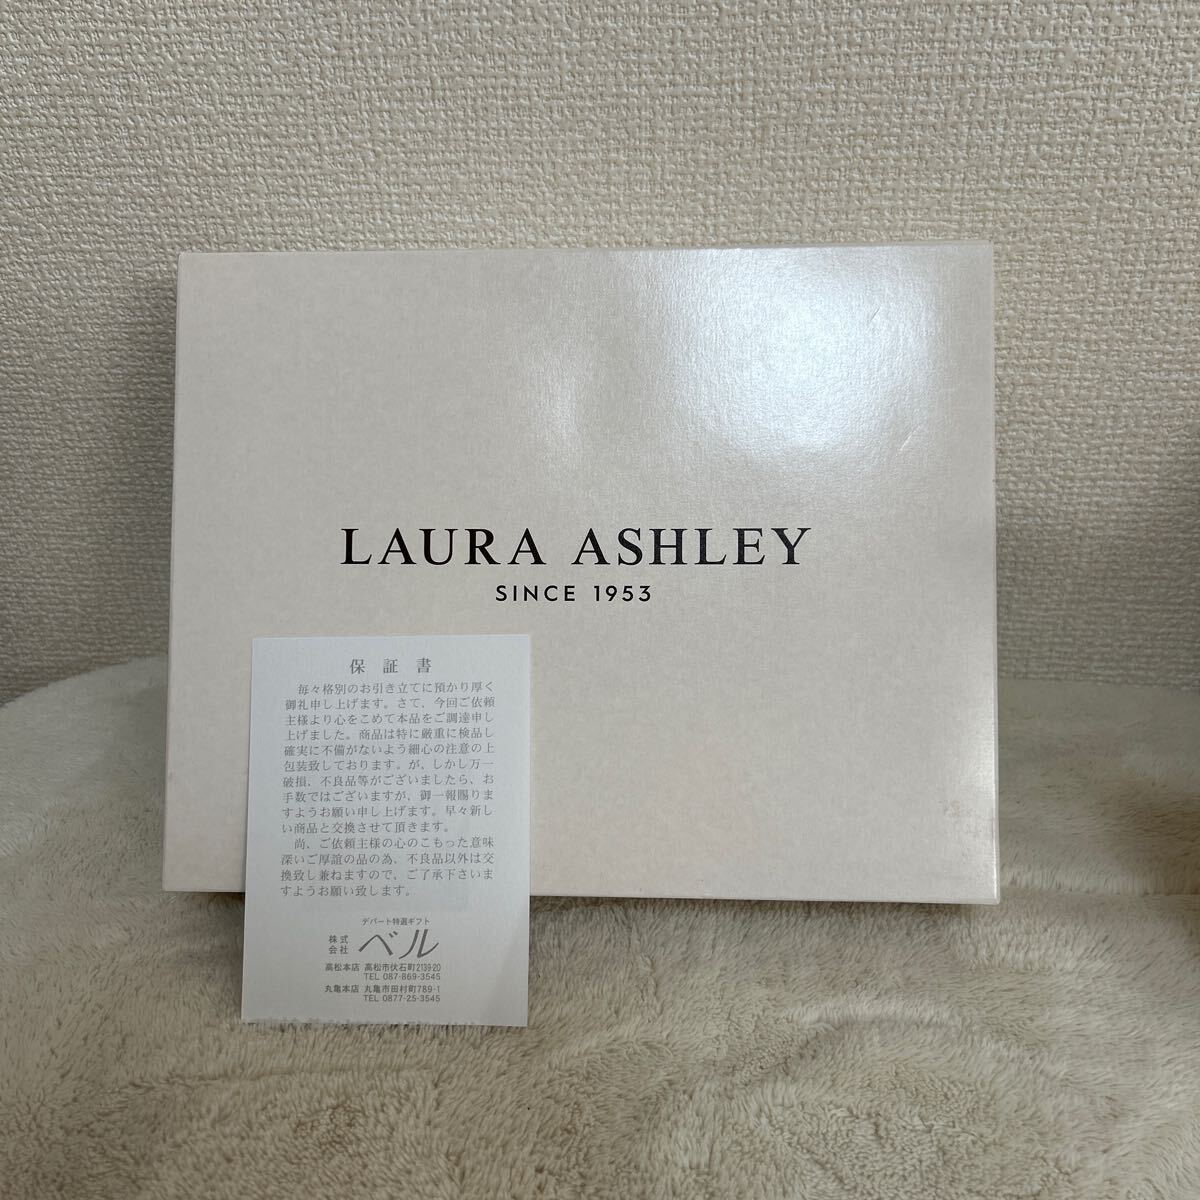 LAURA ASHLEY
SINCE 1953
保証書
毎々格別のお引き立てに預かり厚く
御礼申し上げます。さて、今回ご依頼
主様より心をこめて本品をご調達申し
上げました。商品は特に厳重に検品し
確実に不備がないよう細心の注意の上
包装致しております。が、しかし万一
破損、不良品等がございましたら、お
手数ではございますが、御一報賜りま
すようお願い申し上げます。早々新し
い商品と交換させて頂きます。
尚、ご依頼主様の心のこもった意味
深いご厚誼の品の為、不良品以外は交
換致し兼ねますので、ご了承下さいま
すようお願い致します。
デパート特選ギフト
株式会社 ベル
高松本店 高松市伏石町2139-20
TEL 087-869-3545
丸亀本店 丸亀市田村町789-1
TEL 0877-25-3545